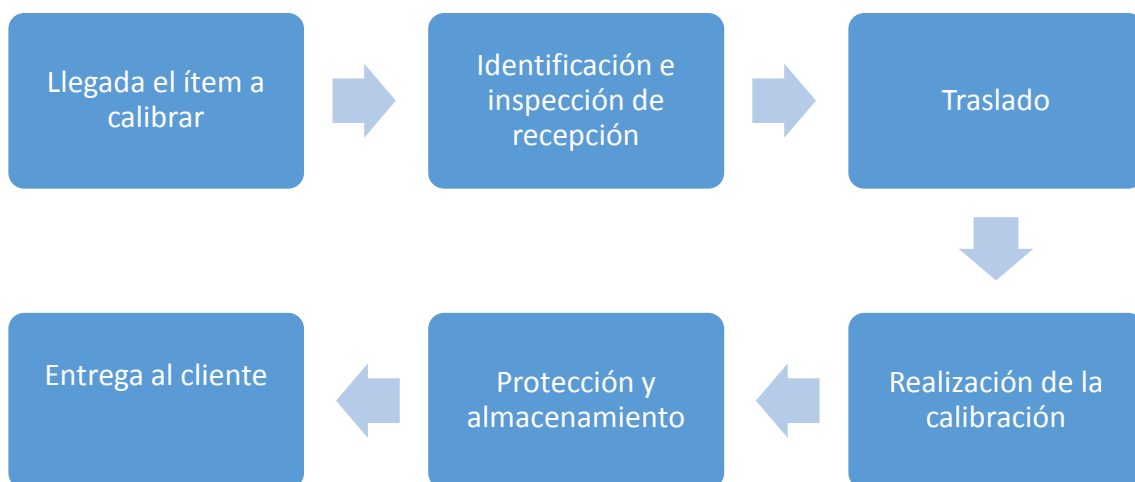 Llegada el ítem a
calibrar
Identificación e
inspección de
recepción
Traslado
Realización de la
calibración
Protección y
almacenamiento
Entrega al cliente